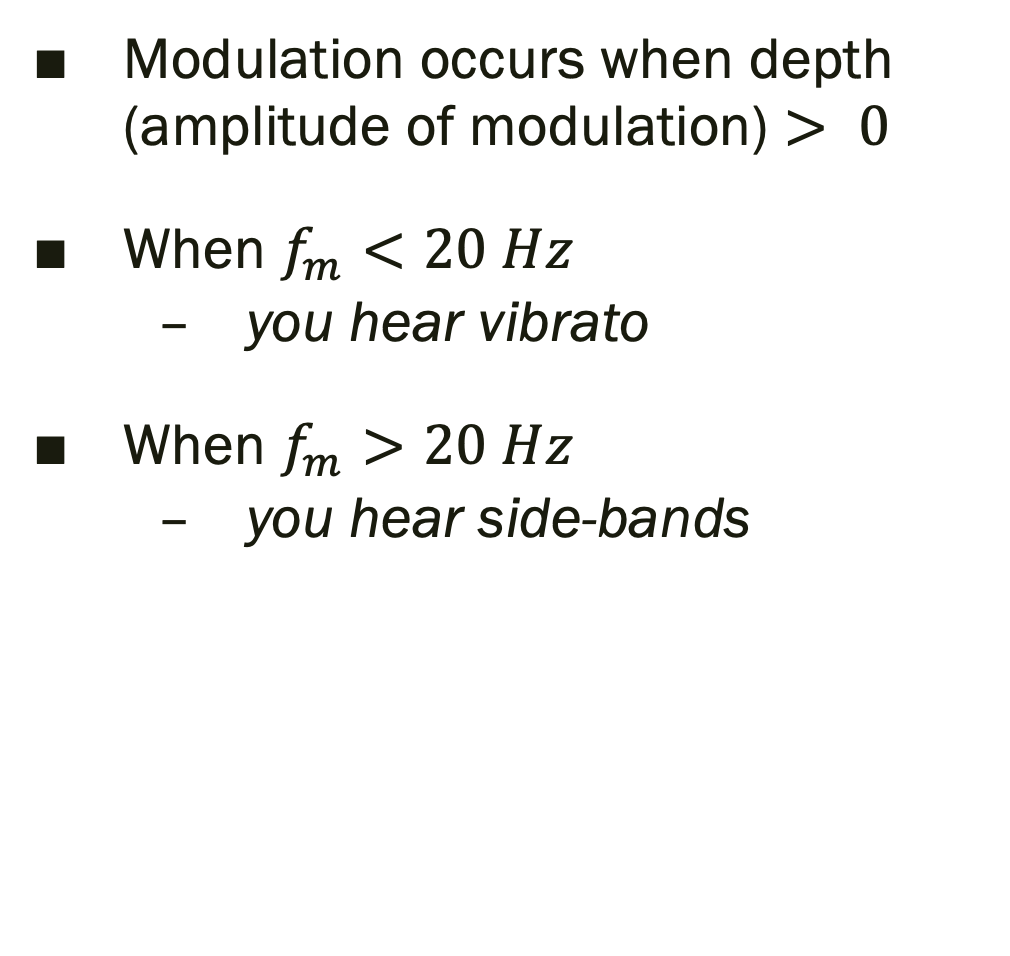 ■ Modulation occurs when depth
(amplitude of modulation) > 0
■ When fₘ < 20 Hz
– you hear vibrato
■ When fₘ > 20 Hz
– you hear side-bands